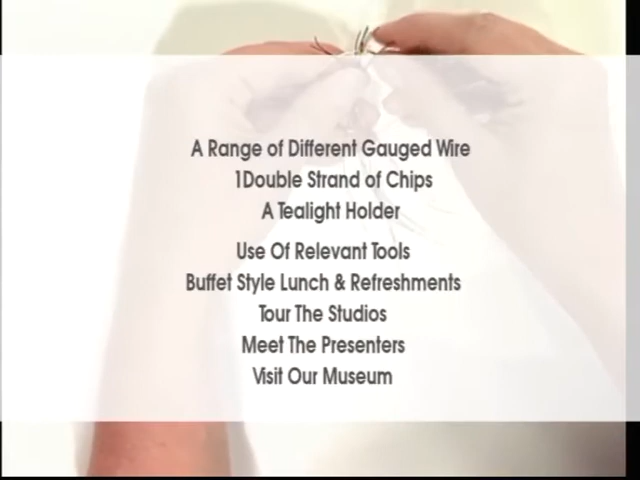 A Range of Different Gauged Wire
1Double Strand of Chips
A Tealight Holder
Use Of Relevant Tools
Buffet Style Lunch & Refreshments
Tour The Studios
Meet The Presenters
Visit Our Museum